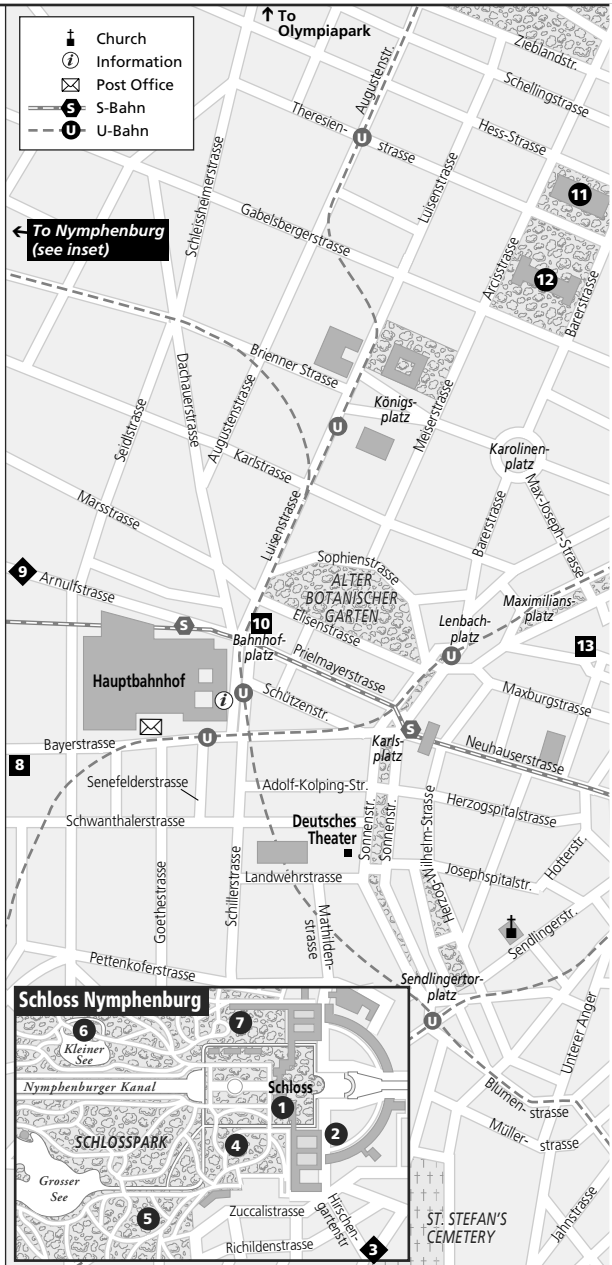 ↑ To
Olympiapark
Church
i Information
Post Office
S S-Bahn
U U-Bahn
Zieblandstr.
Schellingstrasse
Hess-Strasse
Augustenstr.
Theresien-
strasse
U
Luisenstrasse
Schleissheimerstrasse
Gabelsbergerstrasse
← To Nymphenburg
(see inset)
11
12
Arcisstrasse
Barerstrasse
Brienner Strasse
Dachauerstrasse
Augustenstrasse
Seidlstrasse
Königs-
platz
U
Meiserstrasse
Karolinen-
platz
Karlstrasse
Max-Joseph-Strasse
Marsstrasse
Luisenstrasse
Barerstrasse
Sophienstrasse
9
Arnulfstrasse
ALTER
BOTANISCHER
GARTEN
Maximilians-
platz
Elisenstrasse
Lenbach-
platz
S
10
Bahnhof-
platz
U
13
Prielmayerstrasse
Hauptbahnhof
i
U
Schützenstr.
Maxburgstrasse
S
Karls-
platz
Neuhauserstrasse
U
Bayerstrasse
8
Senefelderstrasse
Adolf-Kolping-Str.
Herzogspitalstrasse
Schwanthalerstrasse
Deutsches
Theater
Sonnenstr.
Sonnenstr.
Herzog-Wilhelm-Strasse
Hotterstr.
Josephspitalstr.
Landwehrstrasse
Goethestrasse
Schillerstrasse
Mathilden-
strasse
Sendlingerstr.
Pettenkoferstrasse
Sendlingertor-
platz
U
Unterer Anger
Blumen-
strasse
Müller-
strasse
Jahnstrasse
ST. STEFAN'S
CEMETERY
Schloss Nymphenburg
6
7
Kleiner
See
Nymphenburger Kanal
Schloss
1
2
SCHLOSSPARK
4
Grosser
See
5
Zuccalistrasse
Hirschen-
gartenstr
Richildenstrasse
3